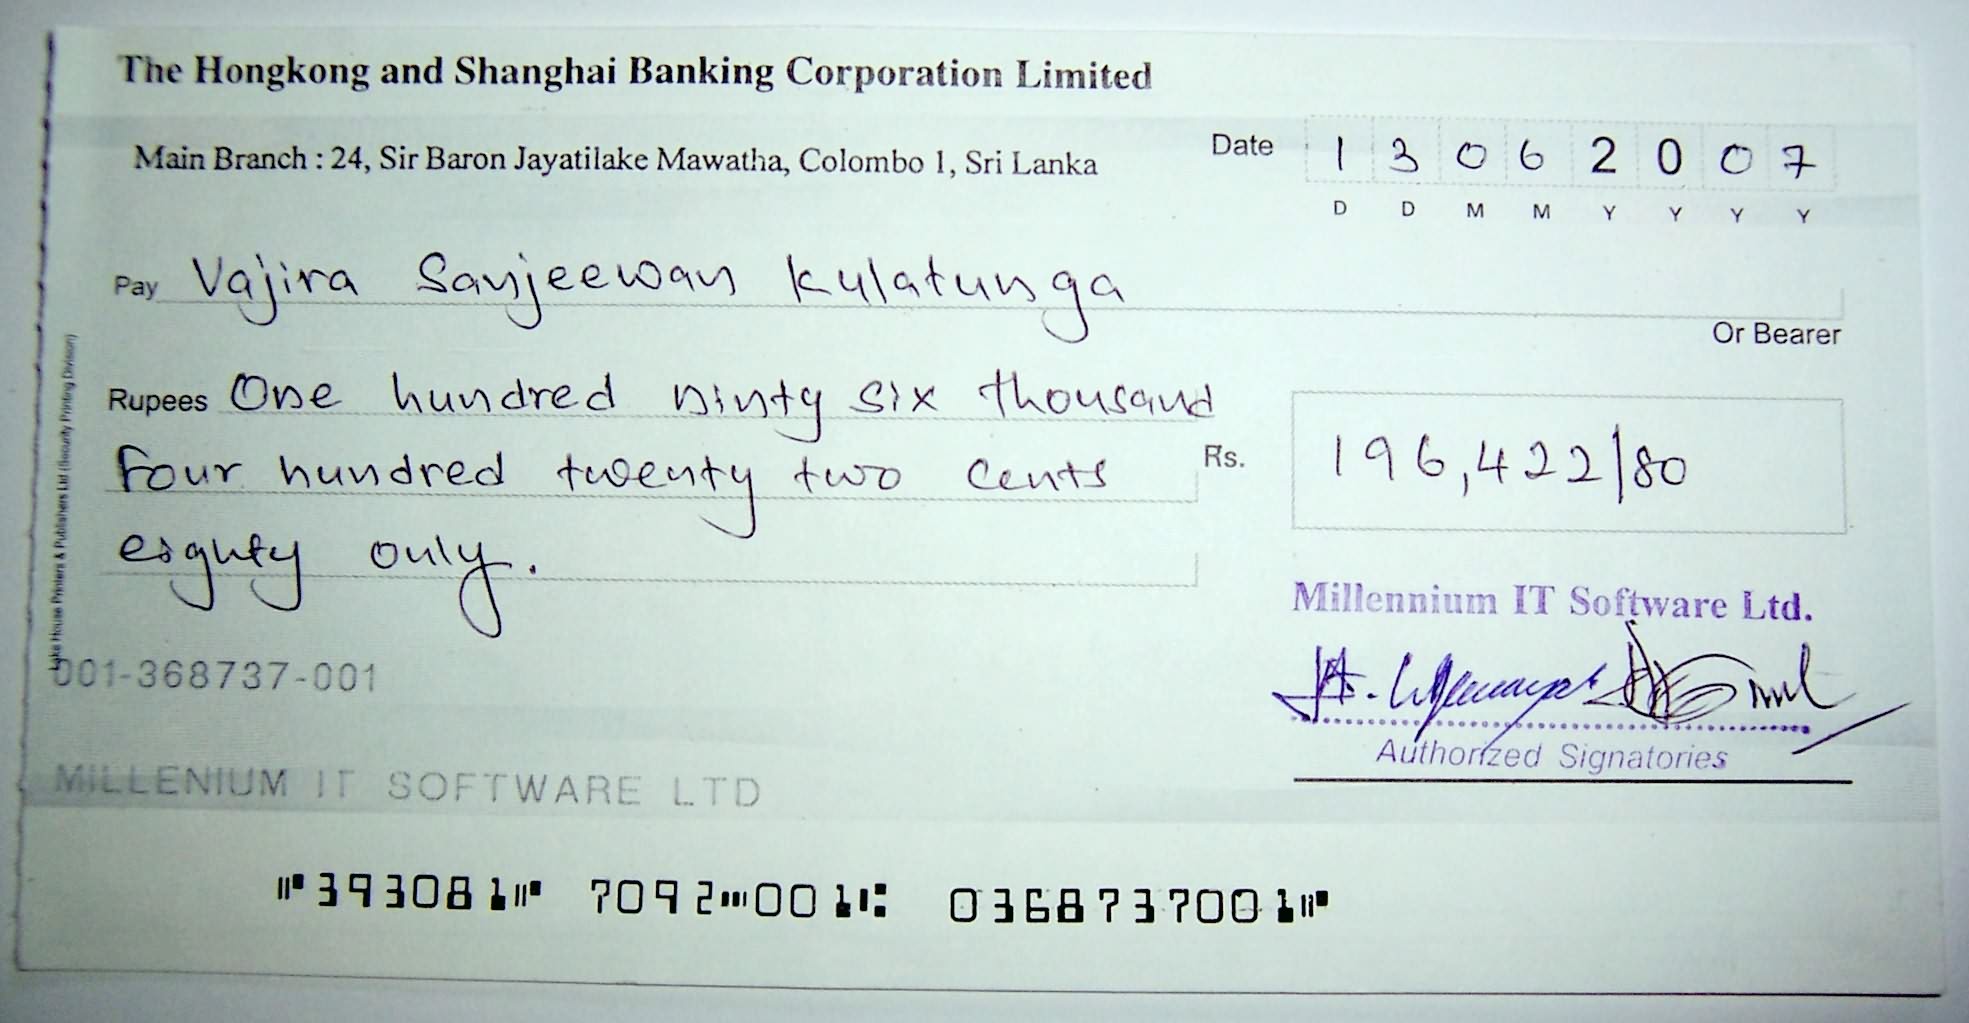 The Hongkong and Shanghai Banking Corporation Limited
Main Branch : 24, Sir Baron Jayatilake Mawatha, Colombo 1, Sri Lanka
Date 1 3 0 6 2 0 0 7
D D M M Y Y Y Y
Pay Vajira Sanjeewan Kulatunga
Or Bearer
Rupees One hundred ninty six thousand
four hundred twenty two cents
eighty only.
Rs. 196,422/80
Lake House Printers & Publishers Ltd (Security Printing Division)
Millennium IT Software Ltd.
Authorized Signatories
001-368737-001
MILLENIUM IT SOFTWARE LTD
⑈393081⑈ 7092⑉001⑆ 0368737001⑈